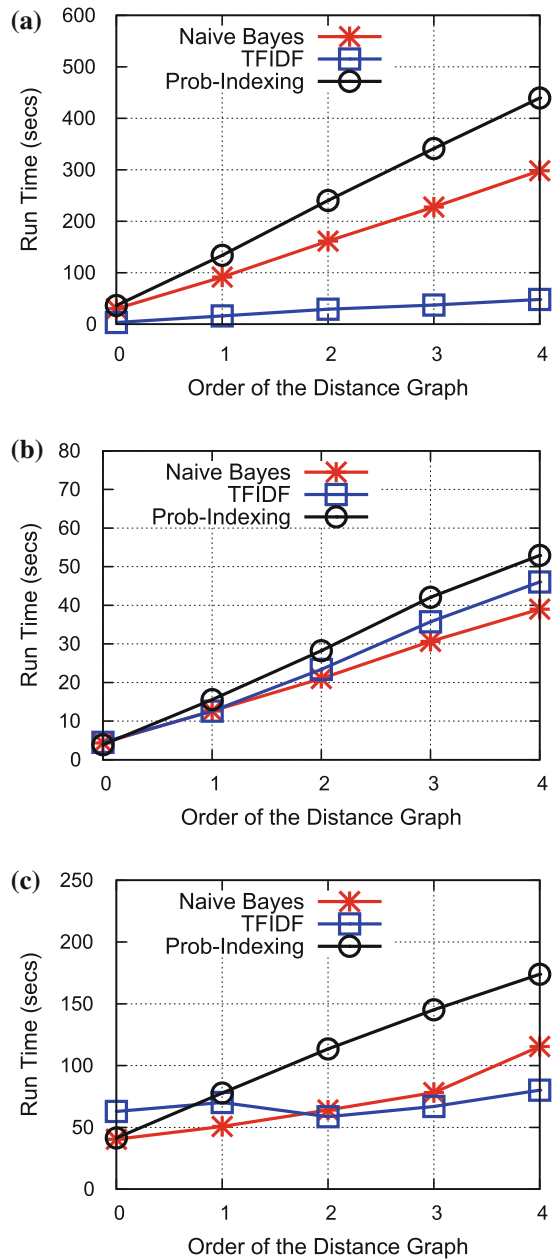 (a)
600
500
400
300
200
100
0
Run Time (secs)
Naive Bayes
TFIDF
Prob-Indexing
0 1 2 3 4
Order of the Distance Graph
(b)
80
70
60
50
40
30
20
10
0
Run Time (secs)
Naive Bayes
TFIDF
Prob-Indexing
0 1 2 3 4
Order of the Distance Graph
(c)
250
200
150
100
50
0
Run Time (secs)
Naive Bayes
TFIDF
Prob-Indexing
0 1 2 3 4
Order of the Distance Graph